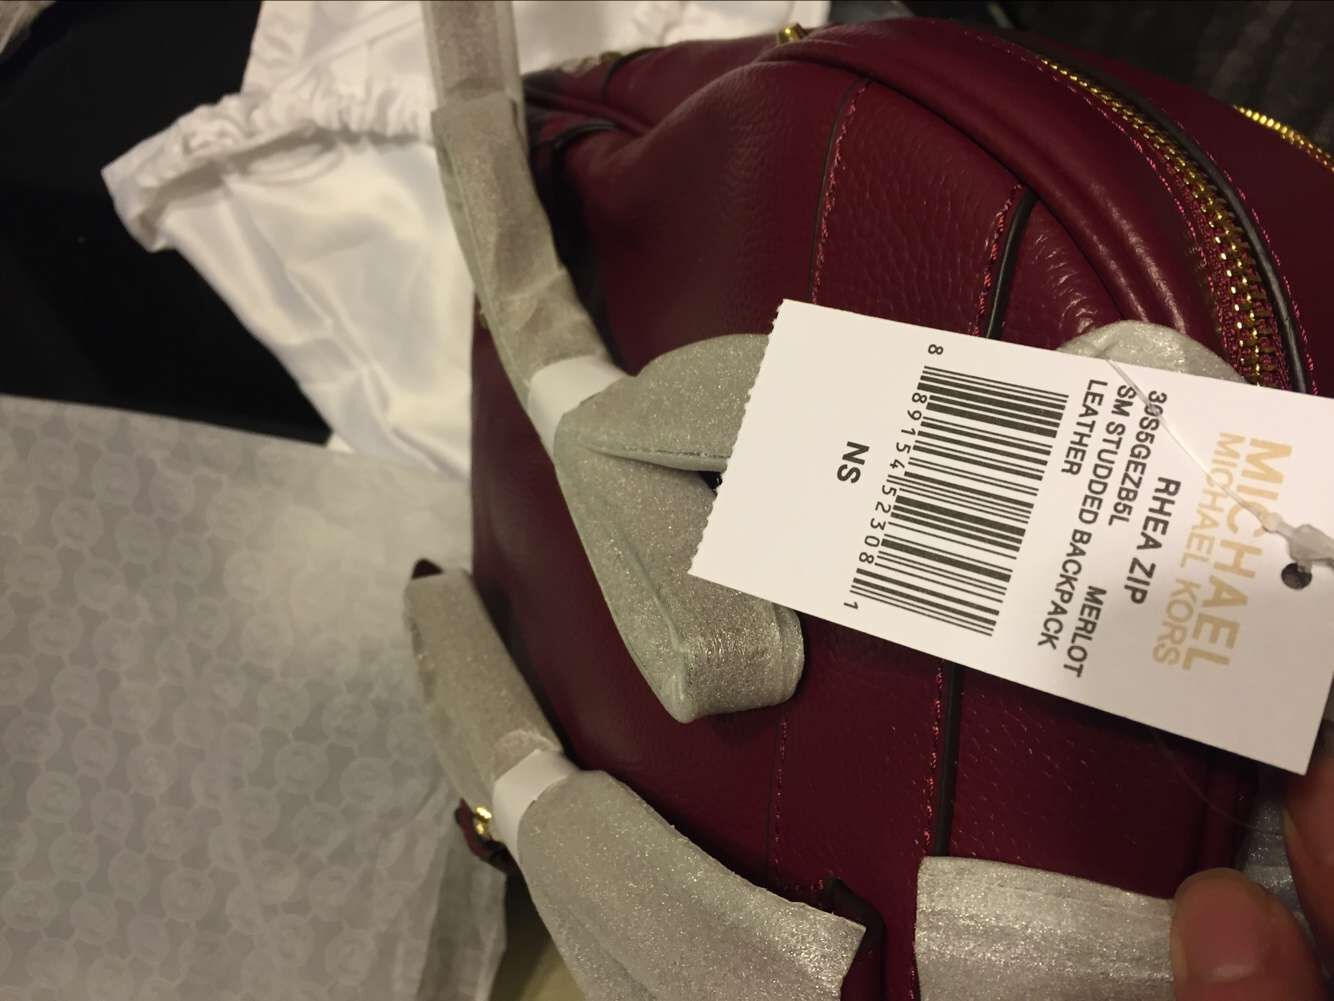 MICHAEL
MICHAEL KORS
RHEA ZIP
30S5GEZB5L MERLOT
SM STUDDED BACKPACK
LEATHER
8 89154 52308 1
NS